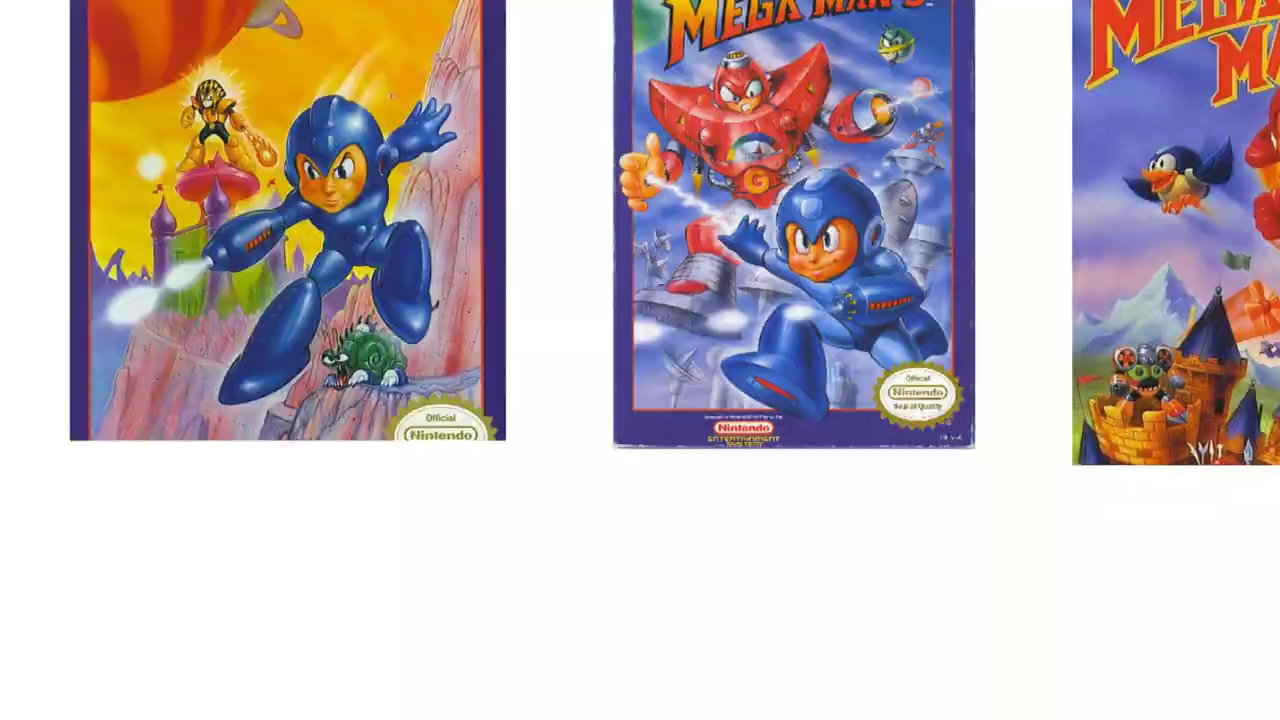 MEGA MAN 5
MEGA
MA
Official
Nintendo
Official
Nintendo
Seal of Quality
Nintendo
ENTERTAINMENT
SYSTEM